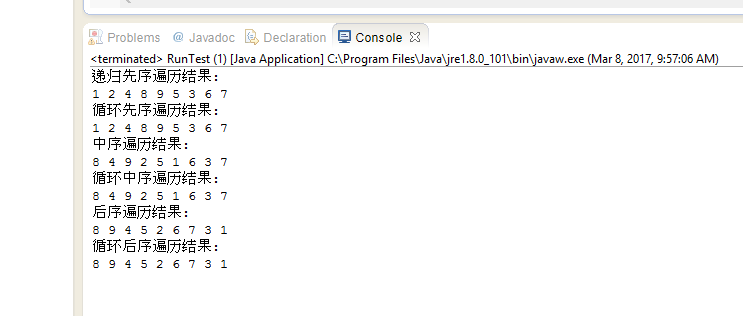 Problems @ Javadoc Declaration Console
<terminated> RunTest (1) [Java Application] C:\Program Files\Java\jre1.8.0_101\bin\javaw.exe (Mar 8, 2017, 9:57:06 AM)
递归先序遍历结果：
1 2 4 8 9 5 3 6 7
循环先序遍历结果：
1 2 4 8 9 5 3 6 7
中序遍历结果：
8 4 9 2 5 1 6 3 7
循环中序遍历结果：
8 4 9 2 5 1 6 3 7
后序遍历结果：
8 9 4 5 2 6 7 3 1
循环后序遍历结果：
8 9 4 5 2 6 7 3 1